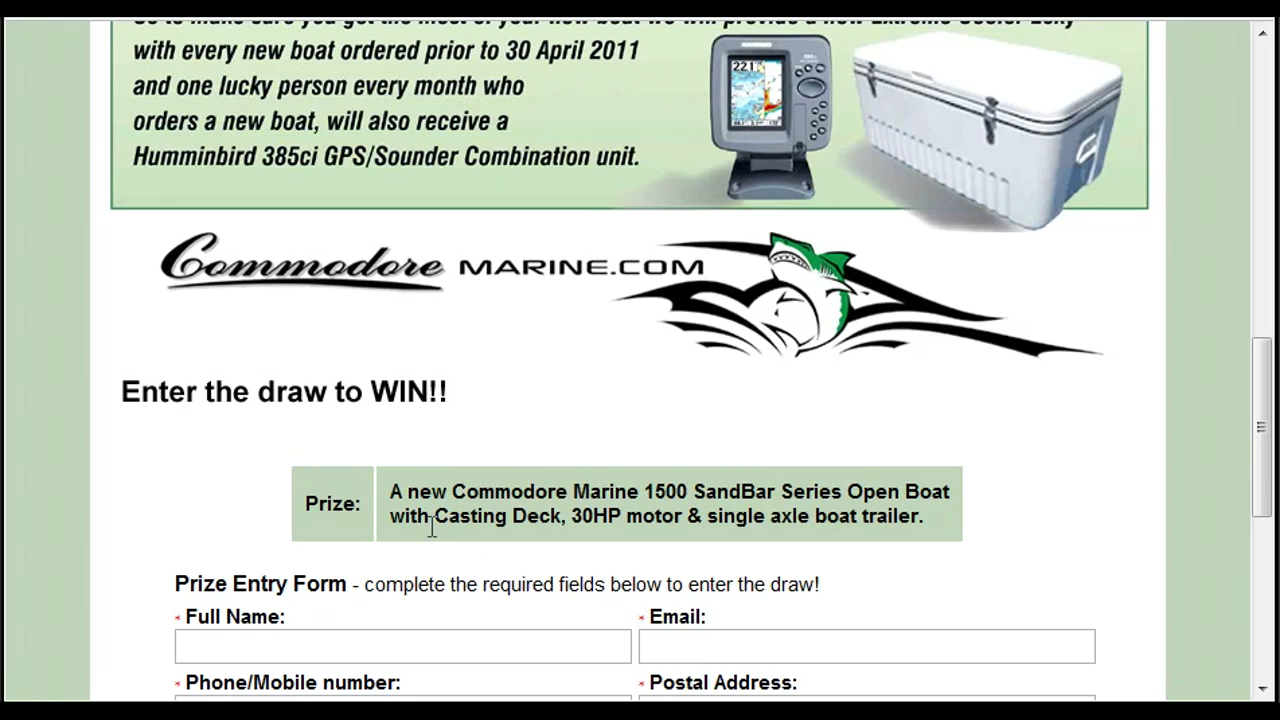 with every new boat ordered prior to 30 April 2011
and one lucky person every month who
orders a new boat, will also receive a
Humminbird 385ci GPS/Sounder Combination unit.
Commodore MARINE.COM
Enter the draw to WIN!!
Prize:
A new Commodore Marine 1500 SandBar Series Open Boat
with Casting Deck, 30HP motor & single axle boat trailer.
Prize Entry Form - complete the required fields below to enter the draw!
* Full Name:
* Email:
* Phone/Mobile number:
* Postal Address: